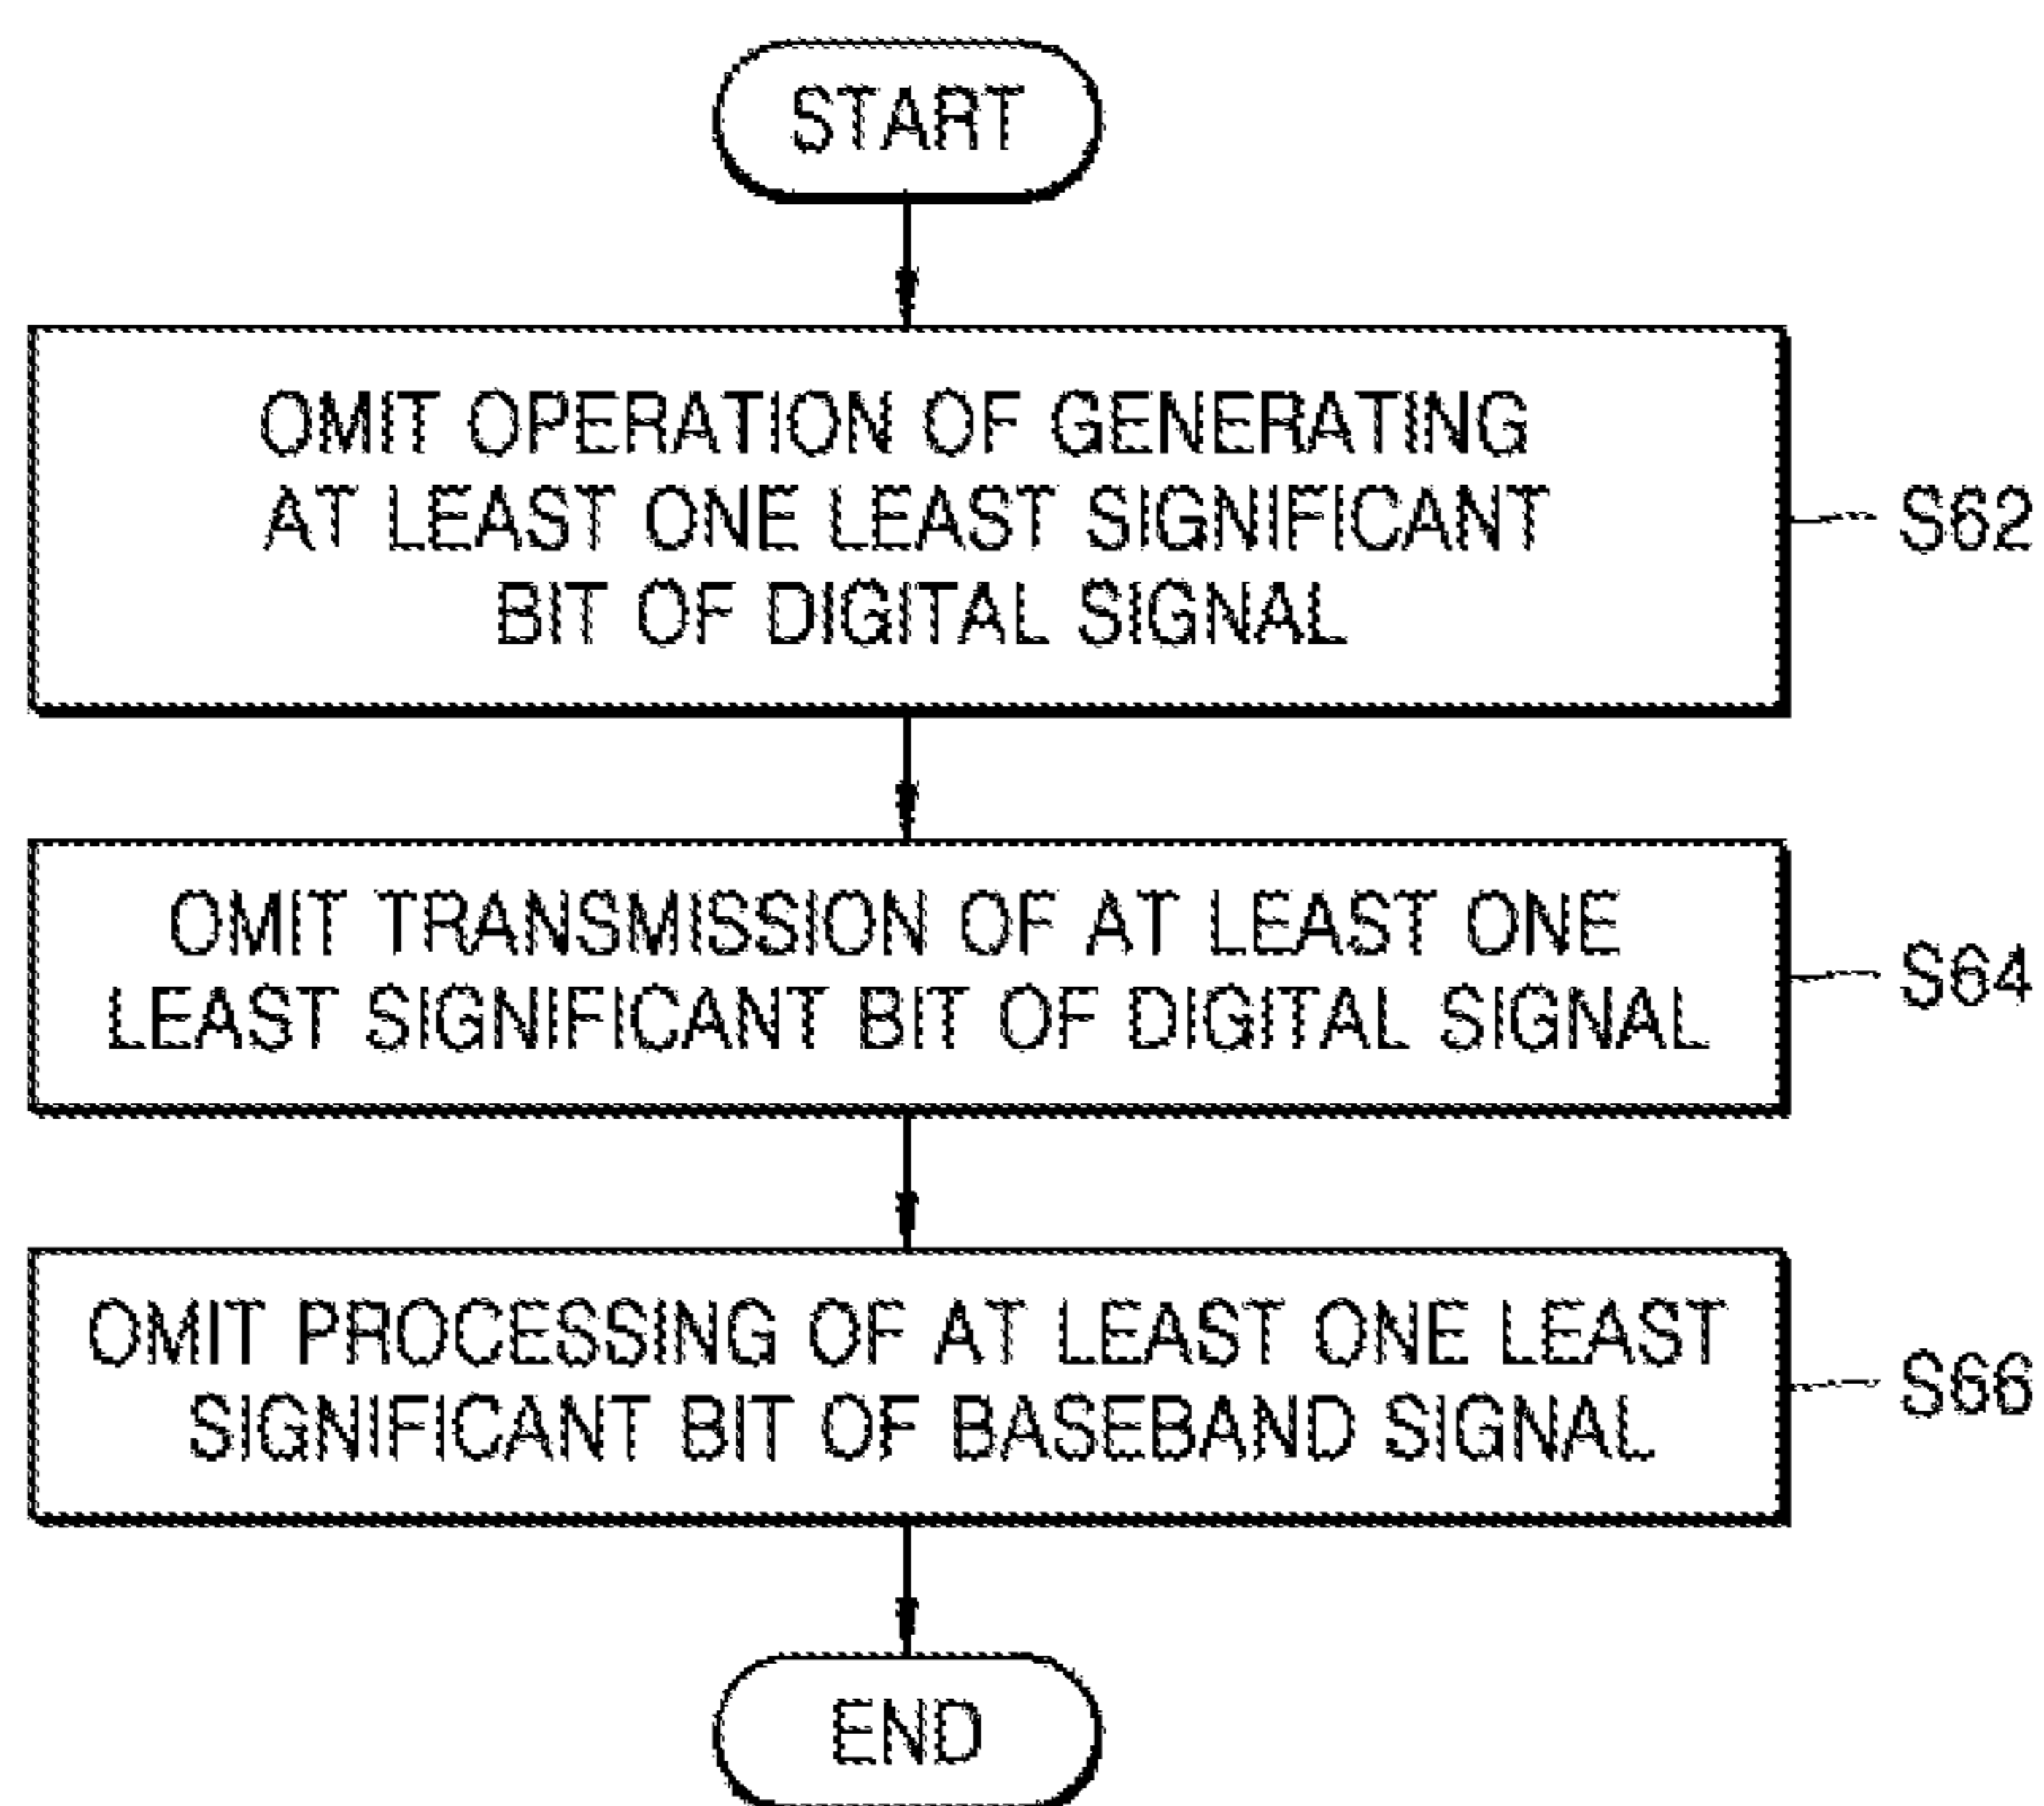 START
OMIT OPERATION OF GENERATING
AT LEAST ONE LEAST SIGNIFICANT
BIT OF DIGITAL SIGNAL
S62
OMIT TRANSMISSION OF AT LEAST ONE
LEAST SIGNIFICANT BIT OF DIGITAL SIGNAL
S64
OMIT PROCESSING OF AT LEAST ONE LEAST
SIGNIFICANT BIT OF BASEBAND SIGNAL
S66
END